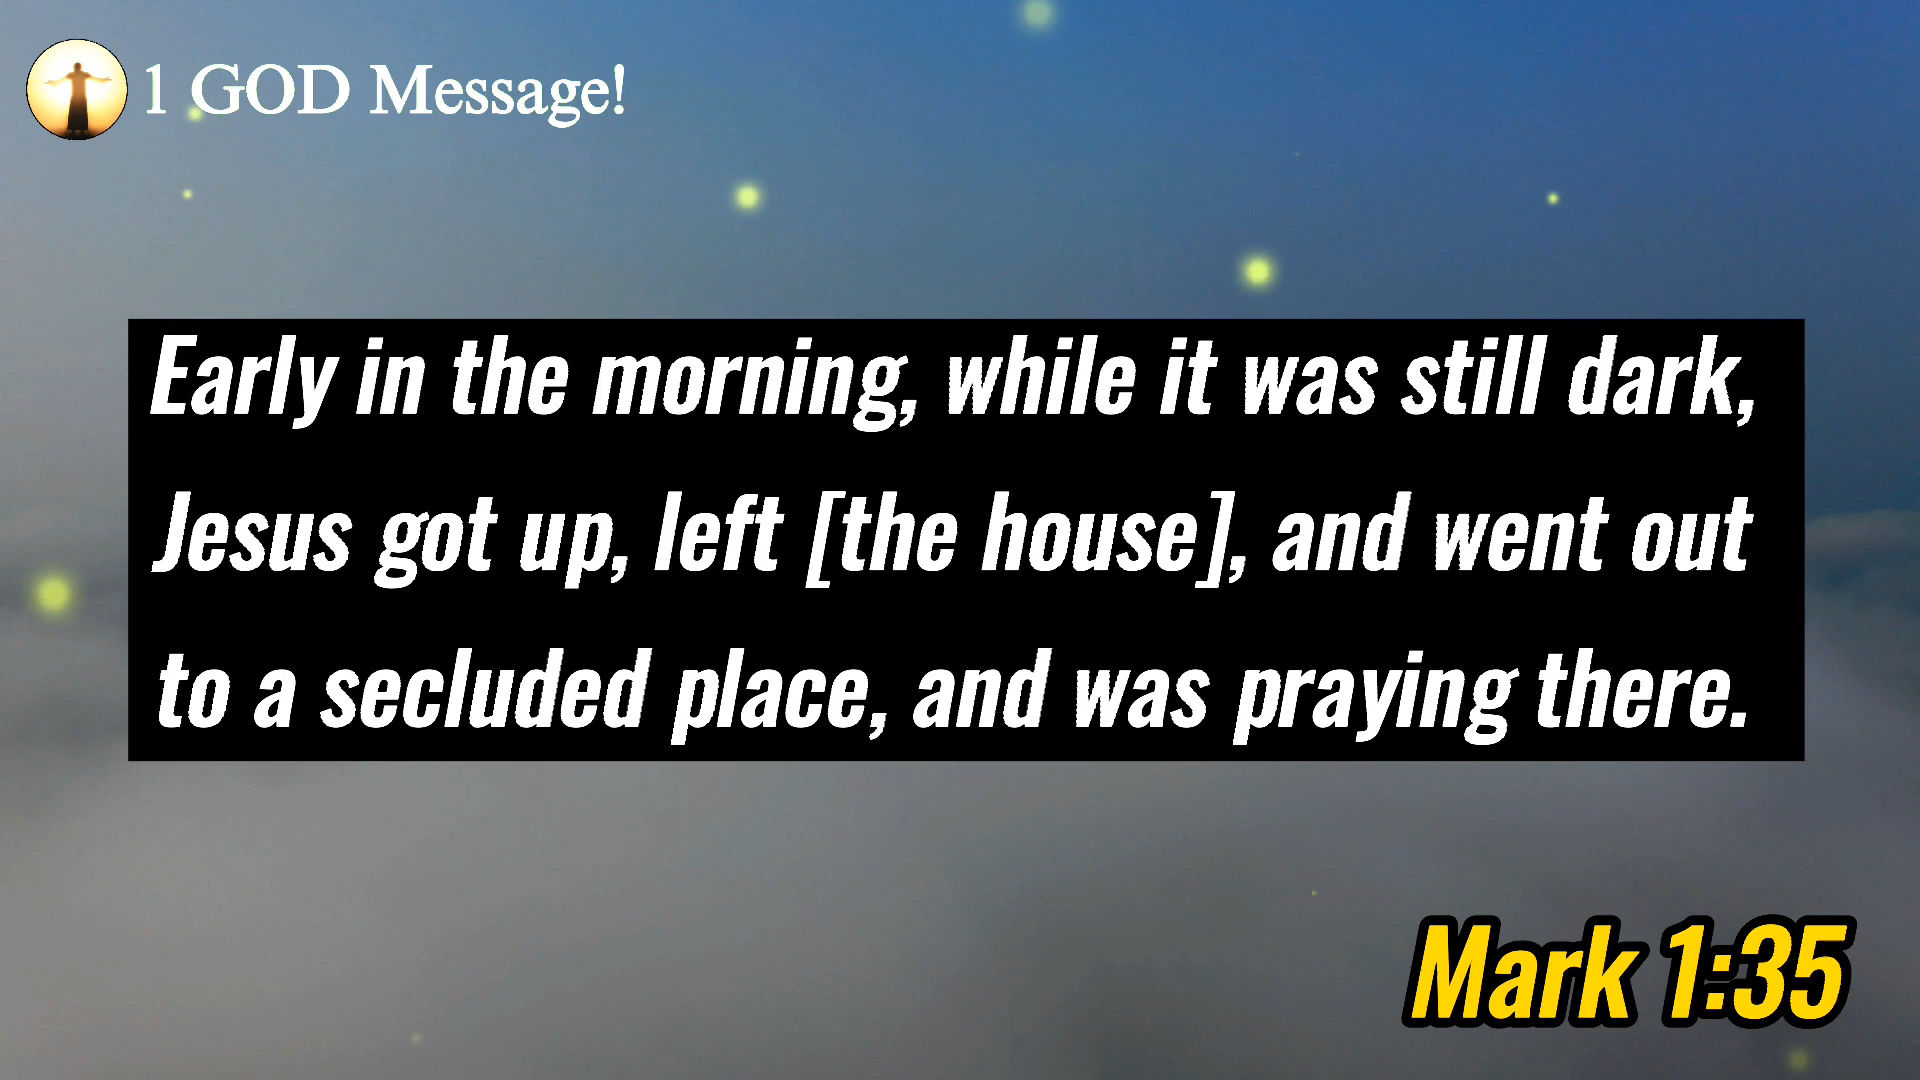 1 GOD Message!
Early in the morning, while it was still dark,
Jesus got up, left [the house], and went out
to a secluded place, and was praying there.
Mark 1:35